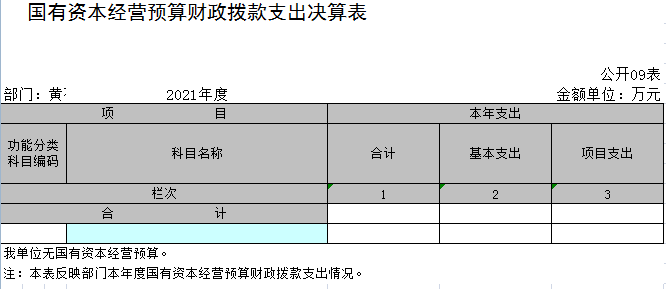 国有资本经营预算财政拨款支出决算表
公开09表
部门：黄 2021年度 金额单位：万元
项 目 本年支出
功能分类
科目编码 科目名称 合计 基本支出 项目支出
栏次 1 2 3
合 计
我单位无国有资本经营预算。
注：本表反映部门本年度国有资本经营预算财政拨款支出情况。